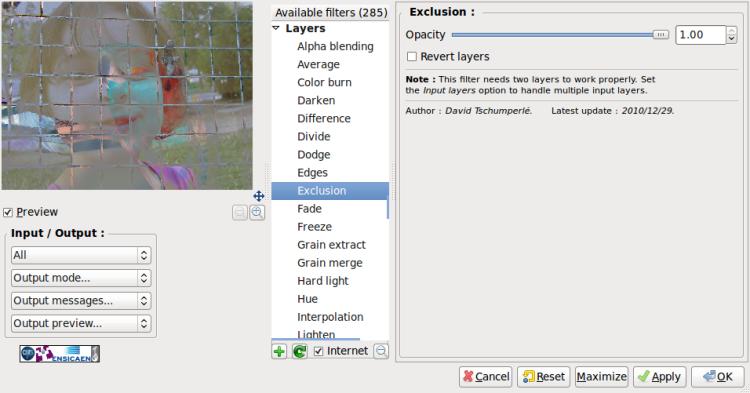 Preview
Input / Output :
All
Output mode...
Output messages...
Output preview...
ENSICAEN
Available filters (285)
Layers
Alpha blending
Average
Color burn
Darken
Difference
Divide
Dodge
Edges
Exclusion
Fade
Freeze
Grain extract
Grain merge
Hard light
Hue
Interpolation
Lighten
Internet
Exclusion :
Opacity 1.00
Revert layers
Note : This filter needs two layers to work properly. Set
the Input layers option to handle multiple input layers.
Author : David Tschumperlé. Latest update : 2010/12/29.
Cancel Reset Maximize Apply OK